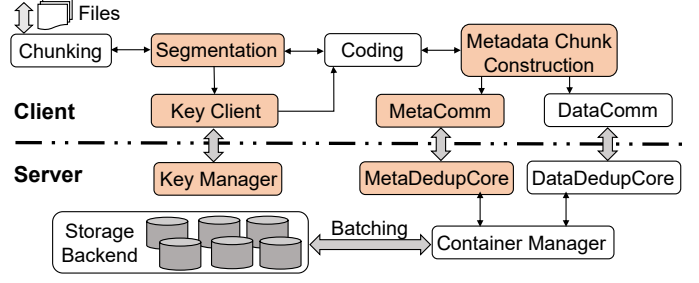 Files
Chunking
Segmentation
Coding
Metadata Chunk
Construction
Client
Key Client
MetaComm
DataComm
Server
Key Manager
MetaDedupCore
DataDedupCore
Storage
Backend
Batching
Container Manager